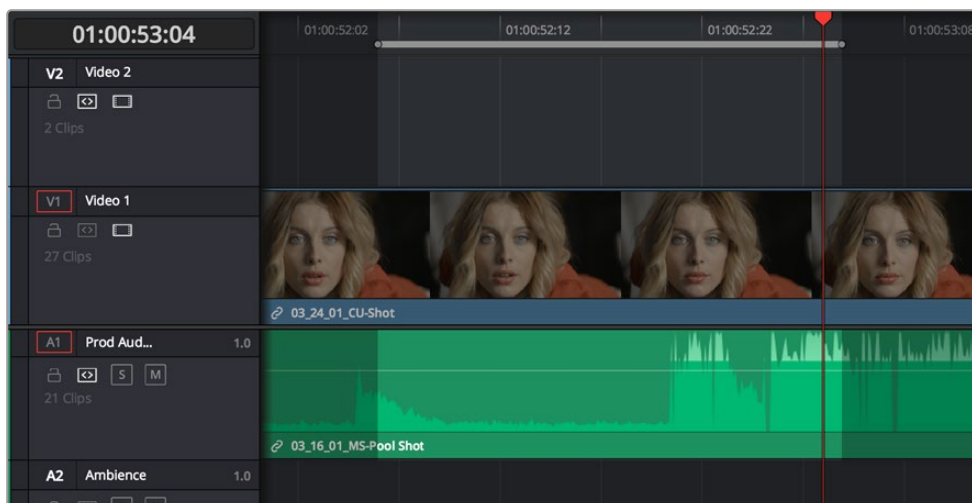 01:00:53:04
01:00:52:02
01:00:52:12
01:00:52:22
01:00:53:08
V2 Video 2
2 Clips
V1 Video 1
27 Clips
03_24_01_CU-Shot
A1 Prod Aud... 1.0
S M
21 Clips
03_16_01_MS-Pool Shot
A2 Ambience 1.0